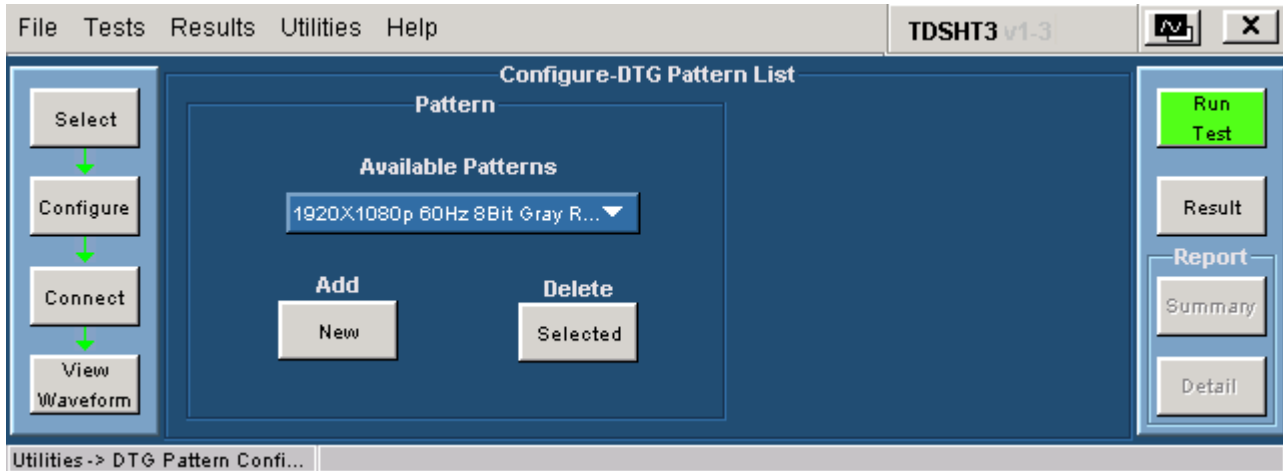 File Tests Results Utilities Help TDSHT3 v1-3 X
Configure-DTG Pattern List
Pattern
Available Patterns
1920X1080p 60Hz 8Bit Gray R...
Add Delete
New Selected
Select
Configure
Connect
View
Waveform
Run
Test
Result
Report
Summary
Detail
Utilities -> DTG Pattern Confi...